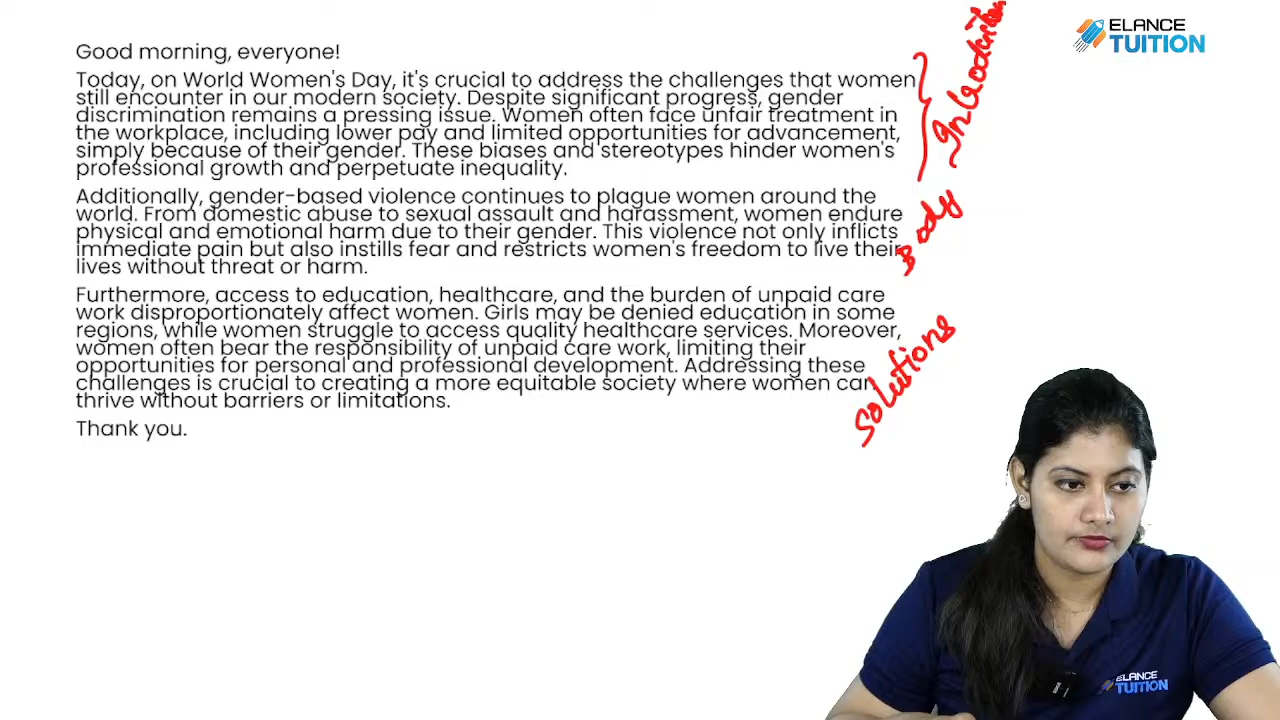 Good morning, everyone!
Today, on World Women's Day, it's crucial to address the challenges that women
still encounter in our modern society. Despite significant progress, gender
discrimination remains a pressing issue. Women often face unfair treatment in
the workplace, including lower pay and limited opportunities for advancement,
simply because of their gender. These biases and stereotypes hinder women's
professional growth and perpetuate inequality.
Additionally, gender-based violence continues to plague women around the
world. From domestic abuse to sexual assault and harassment, women endure
physical and emotional harm due to their gender. This violence not only inflicts
immediate pain but also instills fear and restricts women's freedom to live their
lives without threat or harm.
Furthermore, access to education, healthcare, and the burden of unpaid care
work disproportionately affect women. Girls may be denied education in some
regions, while women struggle to access quality healthcare services. Moreover,
women often bear the responsibility of unpaid care work, limiting their
opportunities for personal and professional development. Addressing these
challenges is crucial to creating a more equitable society where women can
thrive without barriers or limitations.
Thank you.
Introduction
Body
Solutions
ELANCE
TUITION
ELANCE
TUITION